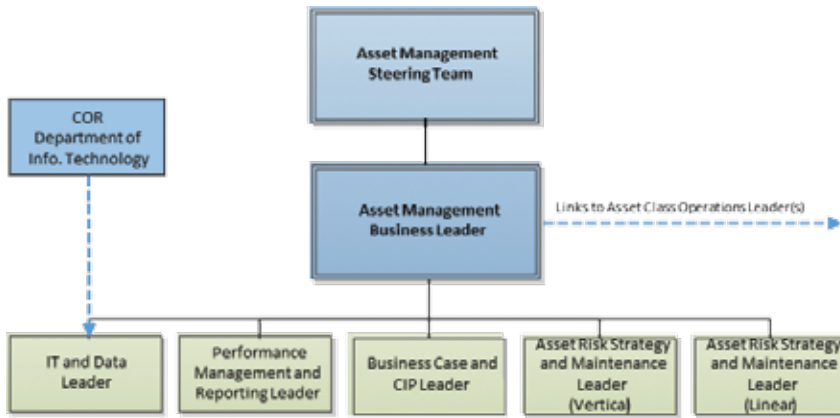 Asset Management
Steering Team
COR
Department of
Info. Technology
Asset Management
Business Leader
Links to Asset Class Operations Leader(s)
IT and Data
Leader
Performance
Management and
Reporting Leader
Business Case and
CIP Leader
Asset Risk Strategy
and Maintenance
Leader
(Vertical)
Asset Risk Strategy
and Maintenance
Leader
(Linear)